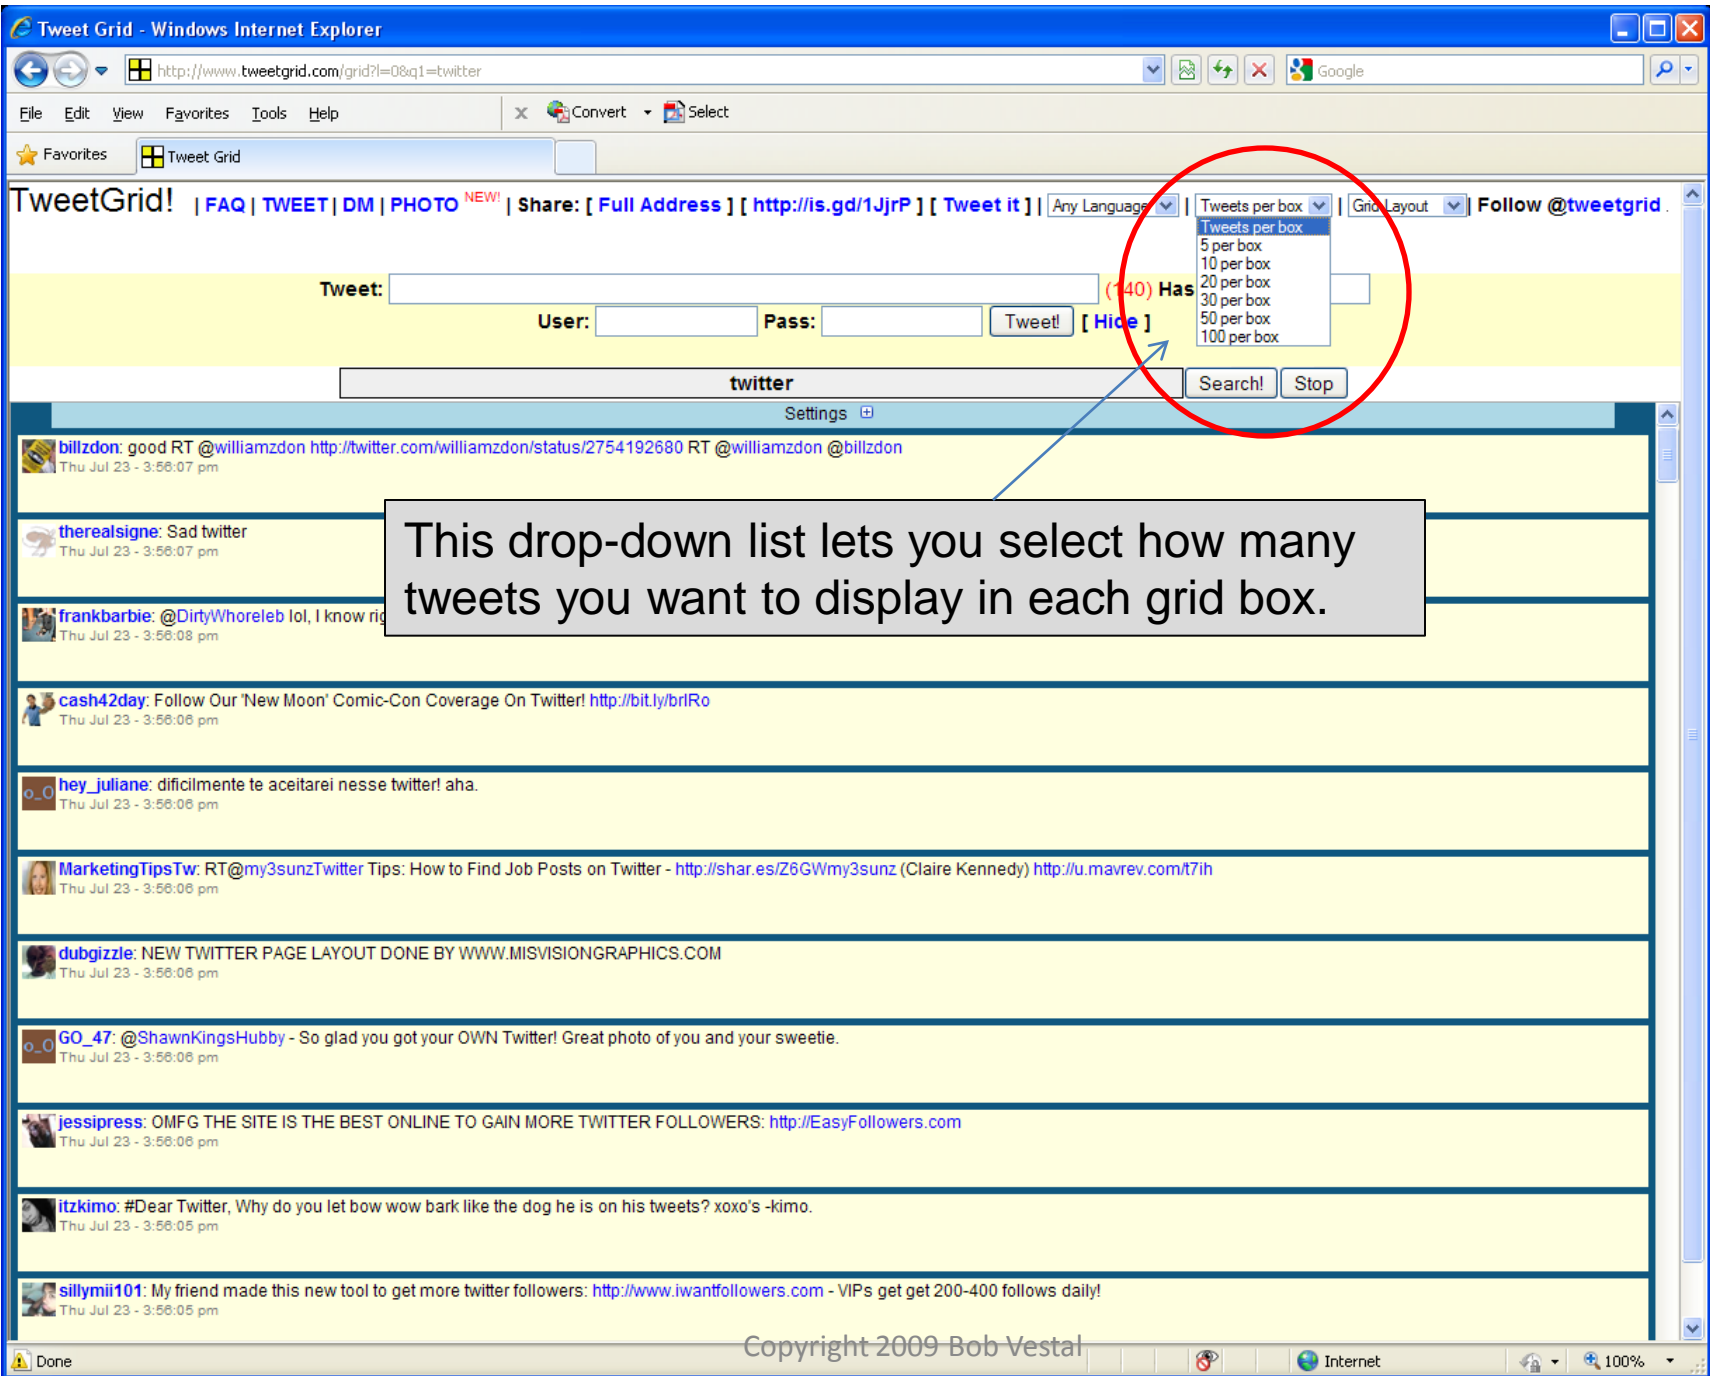 Tweet Grid - Windows Internet Explorer
http://www.tweetgrid.com/grid?l=0&q1=twitter
Google
File Edit View Favorites Tools Help x Convert Select
Favorites Tweet Grid
TweetGrid! | FAQ | TWEET | DM | PHOTO NEW! | Share: [ Full Address ] [ http://is.gd/1JjrP ] [ Tweet it ] | Any Language | Tweets per box | Grid Layout | Follow @tweetgrid .
Tweets per box
5 per box
10 per box
20 per box
30 per box
50 per box
100 per box
Tweet: (140) Has
User: Pass: Tweet! [ Hide ]
twitter Search! Stop
Settings
billzdon: good RT @williamzdon http://twitter.com/williamzdon/status/2754192680 RT @williamzdon @billzdon
Thu Jul 23 - 3:56:07 pm
This drop-down list lets you select how many
tweets you want to display in each grid box.
therealsigne: Sad twitter
Thu Jul 23 - 3:56:07 pm
frankbarbie: @DirtyWhoreleb lol, I know
Thu Jul 23 - 3:56:08 pm
cash42day: Follow Our 'New Moon' Comic-Con Coverage On Twitter! http://bit.ly/brIRo
Thu Jul 23 - 3:56:06 pm
o_O
hey_juliane: dificilmente te aceitarei nesse twitter! aha.
Thu Jul 23 - 3:56:06 pm
MarketingTipsTw: RT@my3sunzTwitter Tips: How to Find Job Posts on Twitter - http://shar.es/Z6GWmy3sunz (Claire Kennedy) http://u.mavrev.com/t7ih
Thu Jul 23 - 3:56:06 pm
dubgizzle: NEW TWITTER PAGE LAYOUT DONE BY WWW.MISVISIONGRAPHICS.COM
Thu Jul 23 - 3:56:06 pm
o_O
GO_47: @ShawnKingsHubby - So glad you got your OWN Twitter! Great photo of you and your sweetie.
Thu Jul 23 - 3:56:06 pm
jessipress: OMFG THE SITE IS THE BEST ONLINE TO GAIN MORE TWITTER FOLLOWERS: http://EasyFollowers.com
Thu Jul 23 - 3:56:06 pm
itzkimo: #Dear Twitter, Why do you let bow wow bark like the dog he is on his tweets? xoxo's -kimo.
Thu Jul 23 - 3:56:05 pm
sillymii101: My friend made this new tool to get more twitter followers: http://www.iwantfollowers.com - VIPs get get 200-400 follows daily!
Thu Jul 23 - 3:56:05 pm
Copyright 2009 Bob Vestal
Done Internet 100%